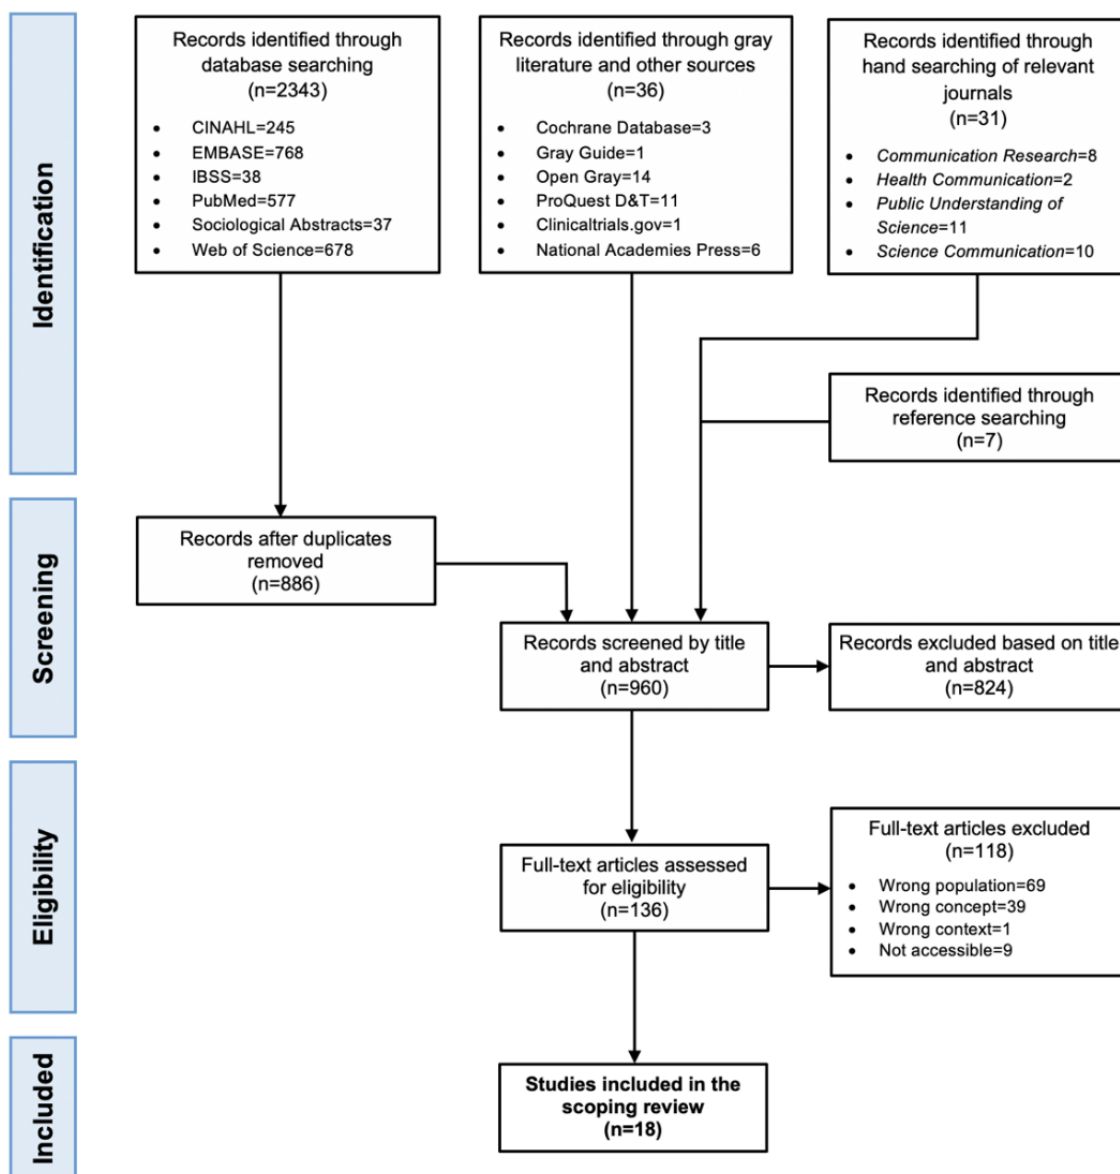 Identification
Records identified through
database searching
(n=2343)
• CINAHL=245
• EMBASE=768
• IBSS=38
• PubMed=577
• Sociological Abstracts=37
• Web of Science=678
Records identified through gray
literature and other sources
(n=36)
• Cochrane Database=3
• Gray Guide=1
• Open Gray=14
• ProQuest D&T=11
• Clinicaltrials.gov=1
• National Academies Press=6
Records identified through
hand searching of relevant
journals
(n=31)
• Communication Research=8
• Health Communication=2
• Public Understanding of
Science=11
• Science Communication=10
Records identified through
reference searching
(n=7)
Screening
Records after duplicates
removed
(n=886)
Records screened by title
and abstract
(n=960)
Records excluded based on title
and abstract
(n=824)
Eligibility
Full-text articles assessed
for eligibility
(n=136)
Full-text articles excluded
(n=118)
• Wrong population=69
• Wrong concept=39
• Wrong context=1
• Not accessible=9
Included
Studies included in the
scoping review
(n=18)